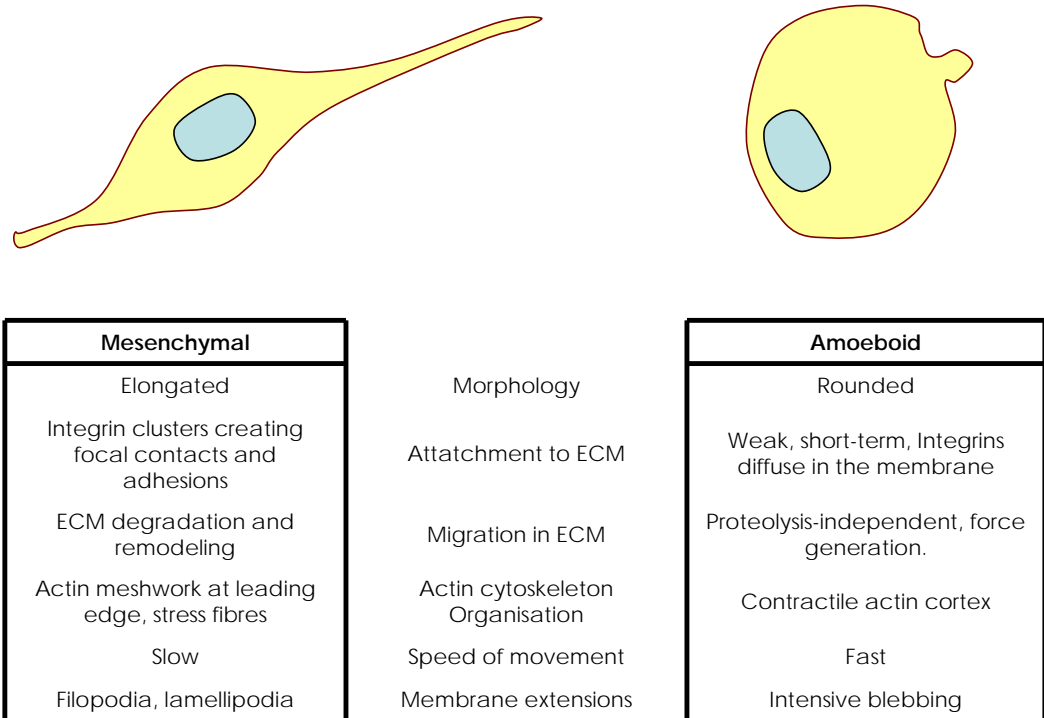 Mesenchymal
Amoeboid
Elongated
Morphology
Rounded
Integrin clusters creating
focal contacts and
adhesions
Attatchment to ECM
Weak, short-term, Integrins
diffuse in the membrane
ECM degradation and
remodeling
Migration in ECM
Proteolysis-independent, force
generation.
Actin meshwork at leading
edge, stress fibres
Actin cytoskeleton
Organisation
Contractile actin cortex
Slow
Speed of movement
Fast
Filopodia, lamellipodia
Membrane extensions
Intensive blebbing